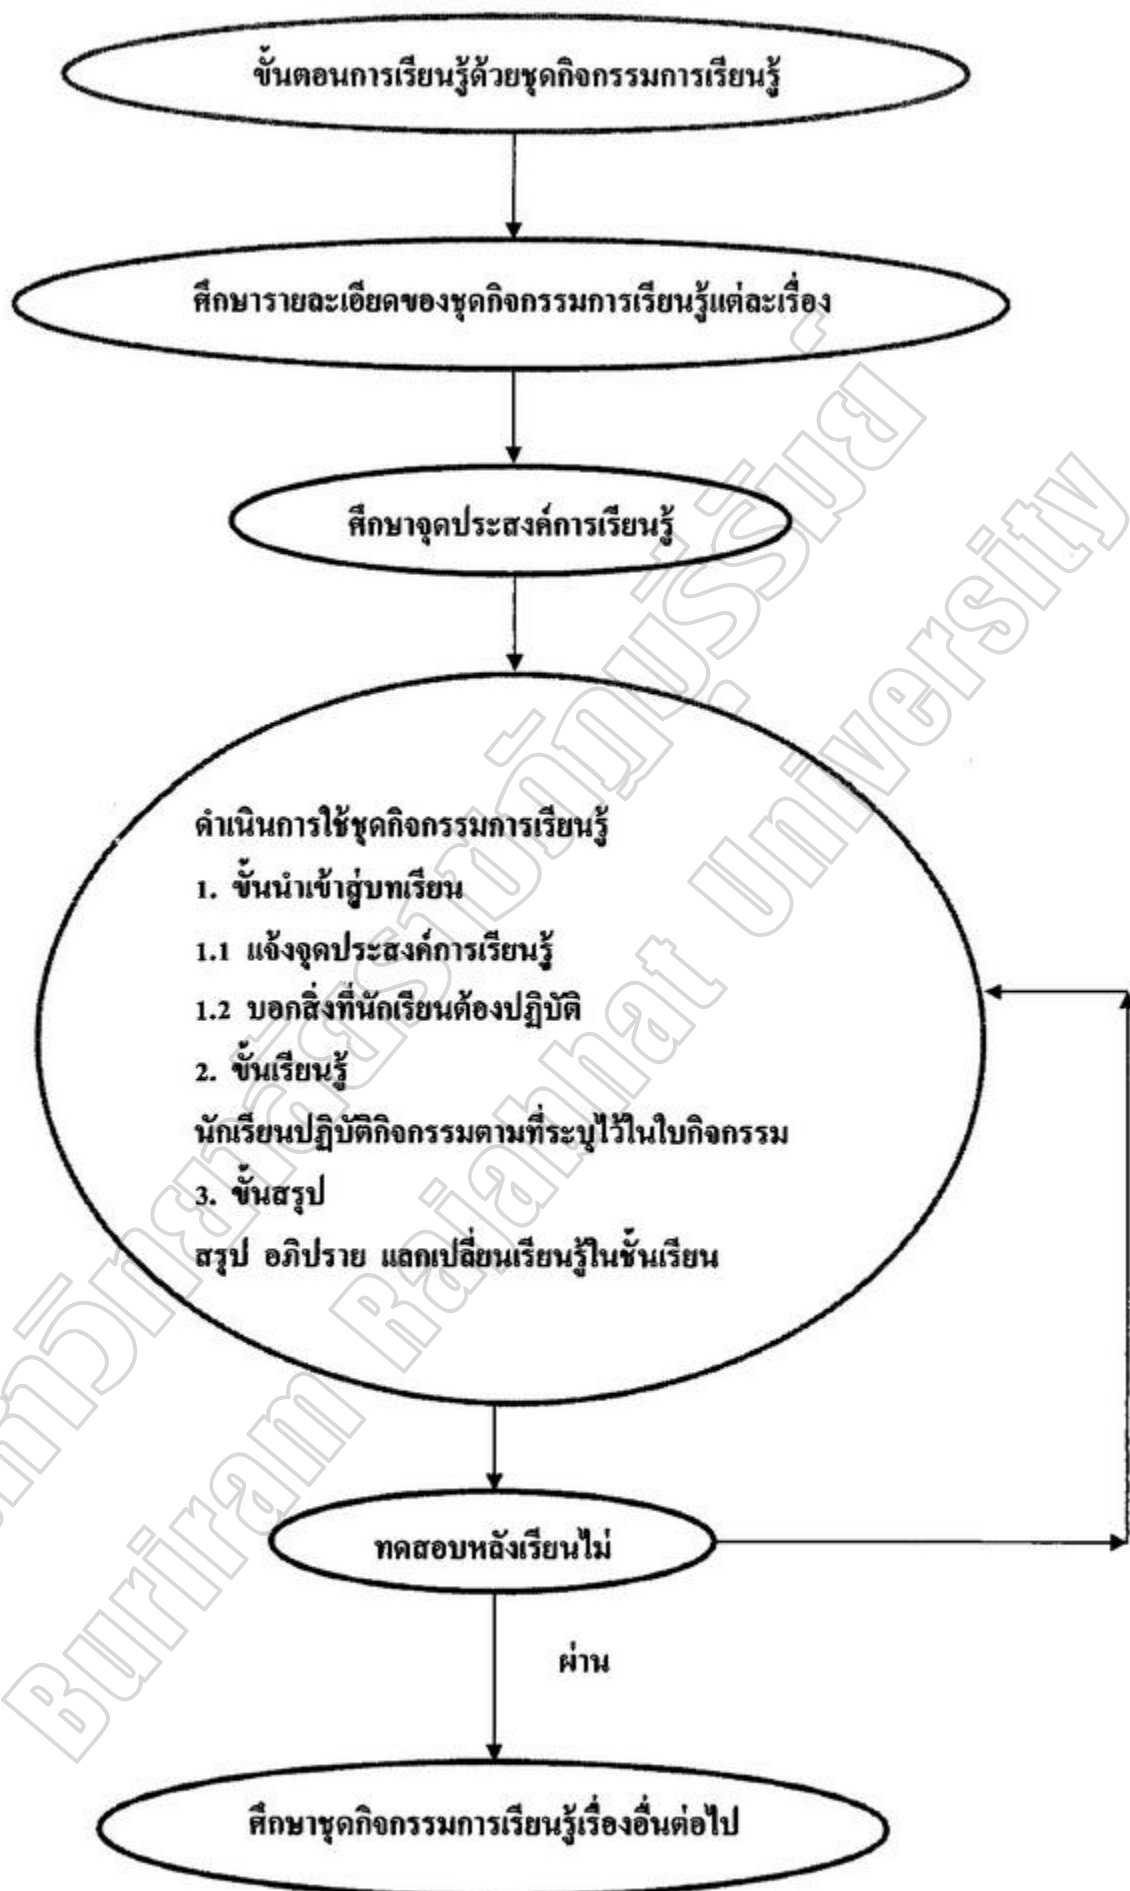 ขั้นตอนการเรียนรู้ด้วยชุดกิจกรรมการเรียนรู้
ศึกษารายละเอียดของชุดกิจกรรมการเรียนรู้แต่ละเรื่อง
ศึกษาจุดประสงค์การเรียนรู้
ดำเนินการใช้ชุดกิจกรรมการเรียนรู้
1. ขั้นนำเข้าสู่บทเรียน
1.1 แจ้งจุดประสงค์การเรียนรู้
1.2 บอกสิ่งที่นักเรียนต้องปฏิบัติ
2. ขั้นเรียนรู้
นักเรียนปฏิบัติกิจกรรมตามที่ระบุไว้ในใบกิจกรรม
3. ขั้นสรุป
สรุป อภิปราย แลกเปลี่ยนเรียนรู้ในชั้นเรียน
ทดสอบหลังเรียนไม่
ผ่าน
ศึกษาชุดกิจกรรมการเรียนรู้เรื่องอื่นต่อไป
Buriram Rajabhat University